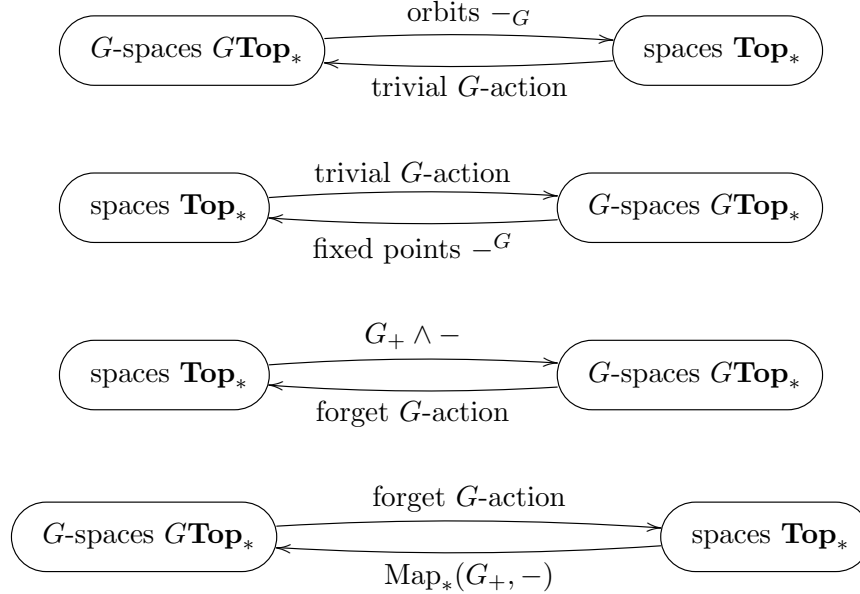 orbits −_G
G-spaces G𝐓𝐨𝐩_* spaces 𝐓𝐨𝐩_*
trivial G-action
trivial G-action
spaces 𝐓𝐨𝐩_* G-spaces G𝐓𝐨𝐩_*
fixed points −^G
G_+ ∧ −
spaces 𝐓𝐨𝐩_* G-spaces G𝐓𝐨𝐩_*
forget G-action
forget G-action
G-spaces G𝐓𝐨𝐩_* spaces 𝐓𝐨𝐩_*
Map_*(G_+, −)